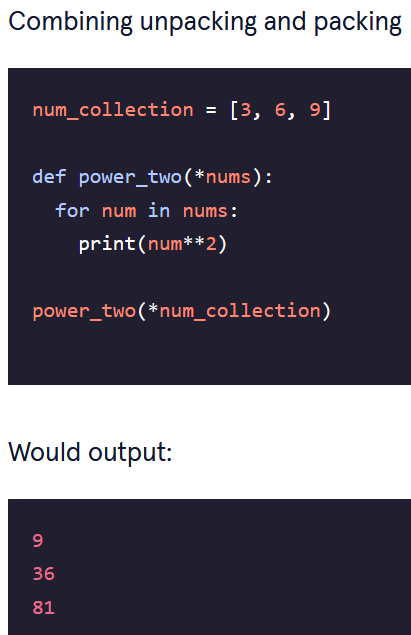 Combining unpacking and packing
num_collection = [3, 6, 9]
def power_two(*nums):
  for num in nums:
    print(num**2)
power_two(*num_collection)
Would output:
9
36
81